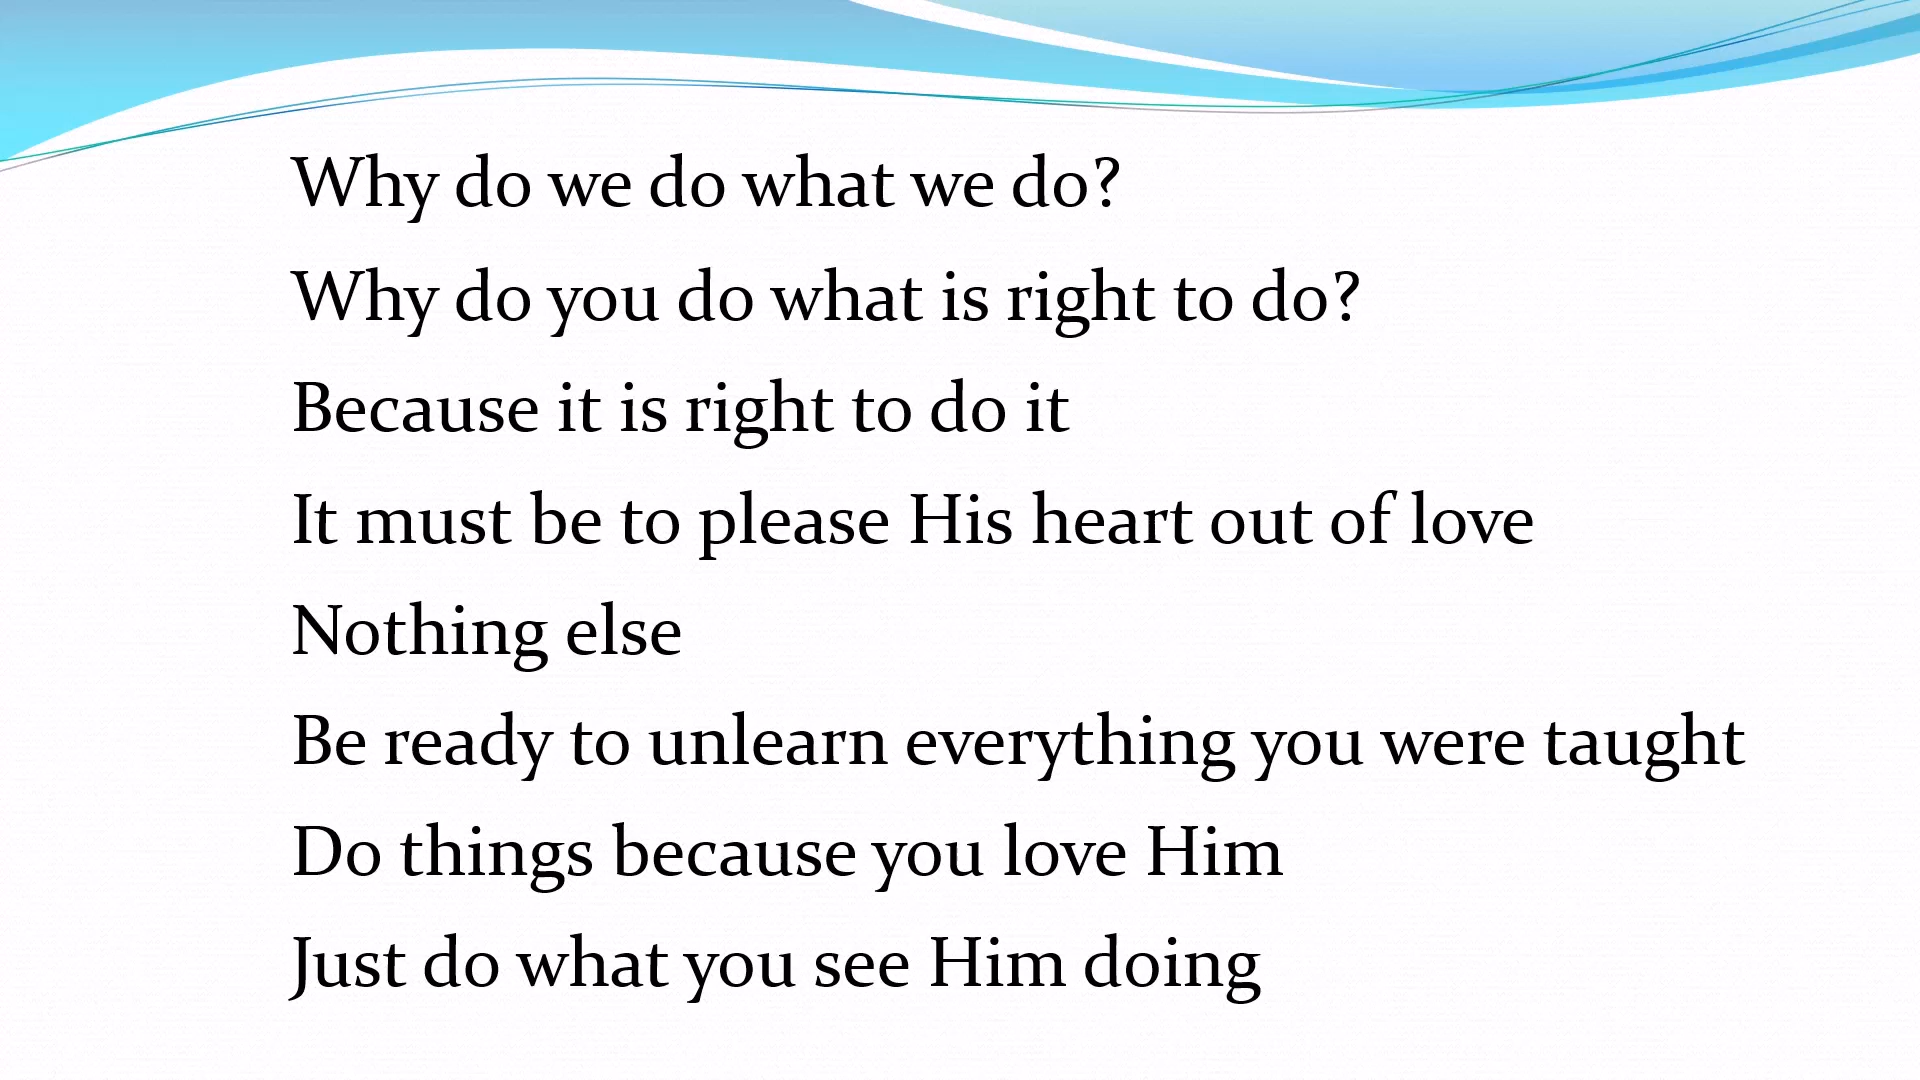 Why do we do what we do?
Why do you do what is right to do?
Because it is right to do it
It must be to please His heart out of love
Nothing else
Be ready to unlearn everything you were taught
Do things because you love Him
Just do what you see Him doing